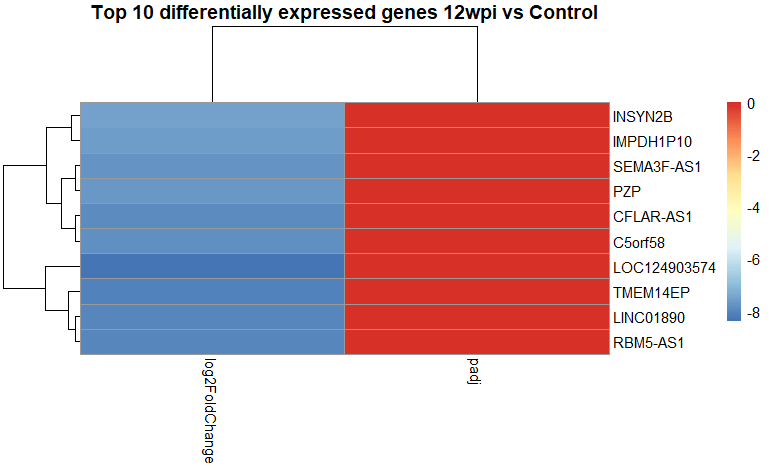 Top 10 differentially expressed genes 12wpi vs Control
INSYN2B
IMPDH1P10
SEMA3F-AS1
PZP
CFLAR-AS1
C5orf58
LOC124903574
TMEM14EP
LINC01890
RBM5-AS1
0
-2
-4
-6
-8
log2FoldChange
padj